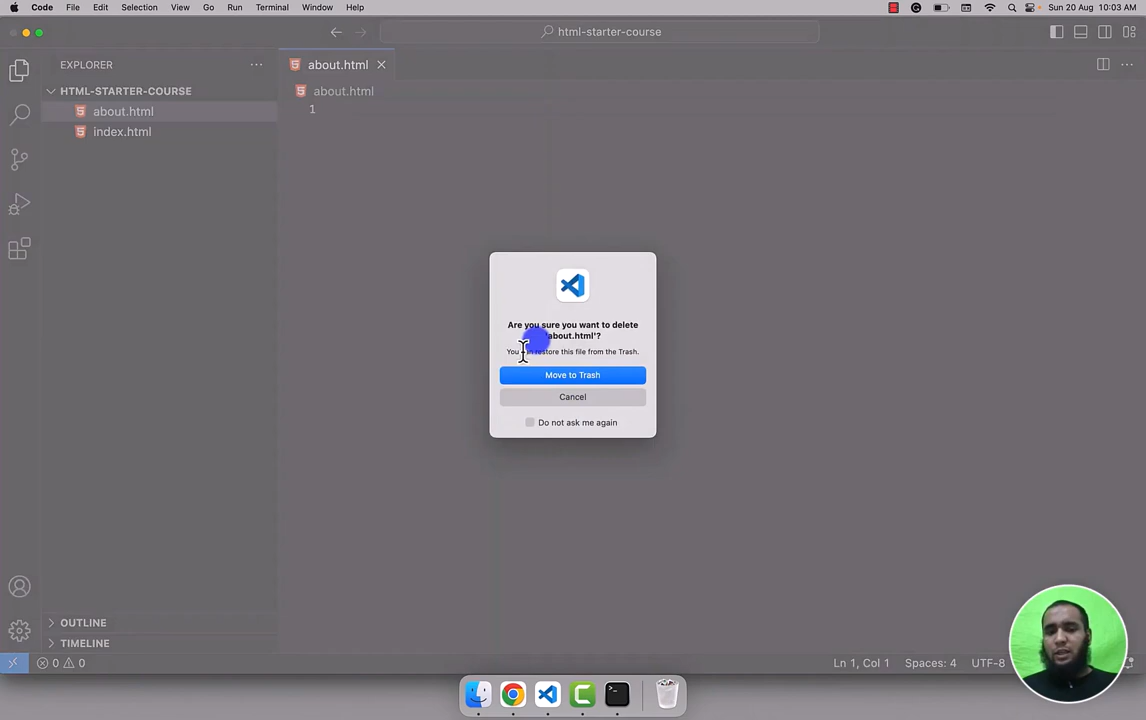 Code File Edit Selection View Go Run Terminal Window Help Sun 20 Aug 10:03 AM
html-starter-course
EXPLORER
about.html
HTML-STARTER-COURSE
about.html
about.html
1
index.html
Are you sure you want to delete
about.html'?
restore this file from the Trash.
Move to Trash
Cancel
Do not ask me again
OUTLINE
TIMELINE
0 0
Ln 1, Col 1 Spaces: 4 UTF-8